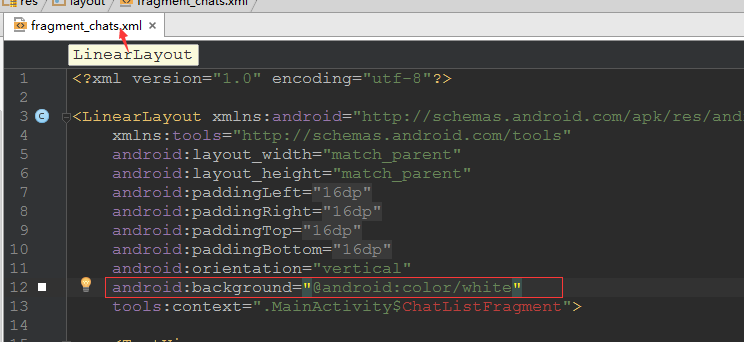 res layout fragment_chats.xml
fragment_chats.xml ×
LinearLayout
1 <?xml version="1.0" encoding="utf-8"?>
2
3 <LinearLayout xmlns:android="http://schemas.android.com/apk/res/and
4 xmlns:tools="http://schemas.android.com/tools"
5 android:layout_width="match_parent"
6 android:layout_height="match_parent"
7 android:paddingLeft="16dp"
8 android:paddingRight="16dp"
9 android:paddingTop="16dp"
10 android:paddingBottom="16dp"
11 android:orientation="vertical"
12 android:background="@android:color/white"
13 tools:context=".MainActivity$ChatListFragment">
14